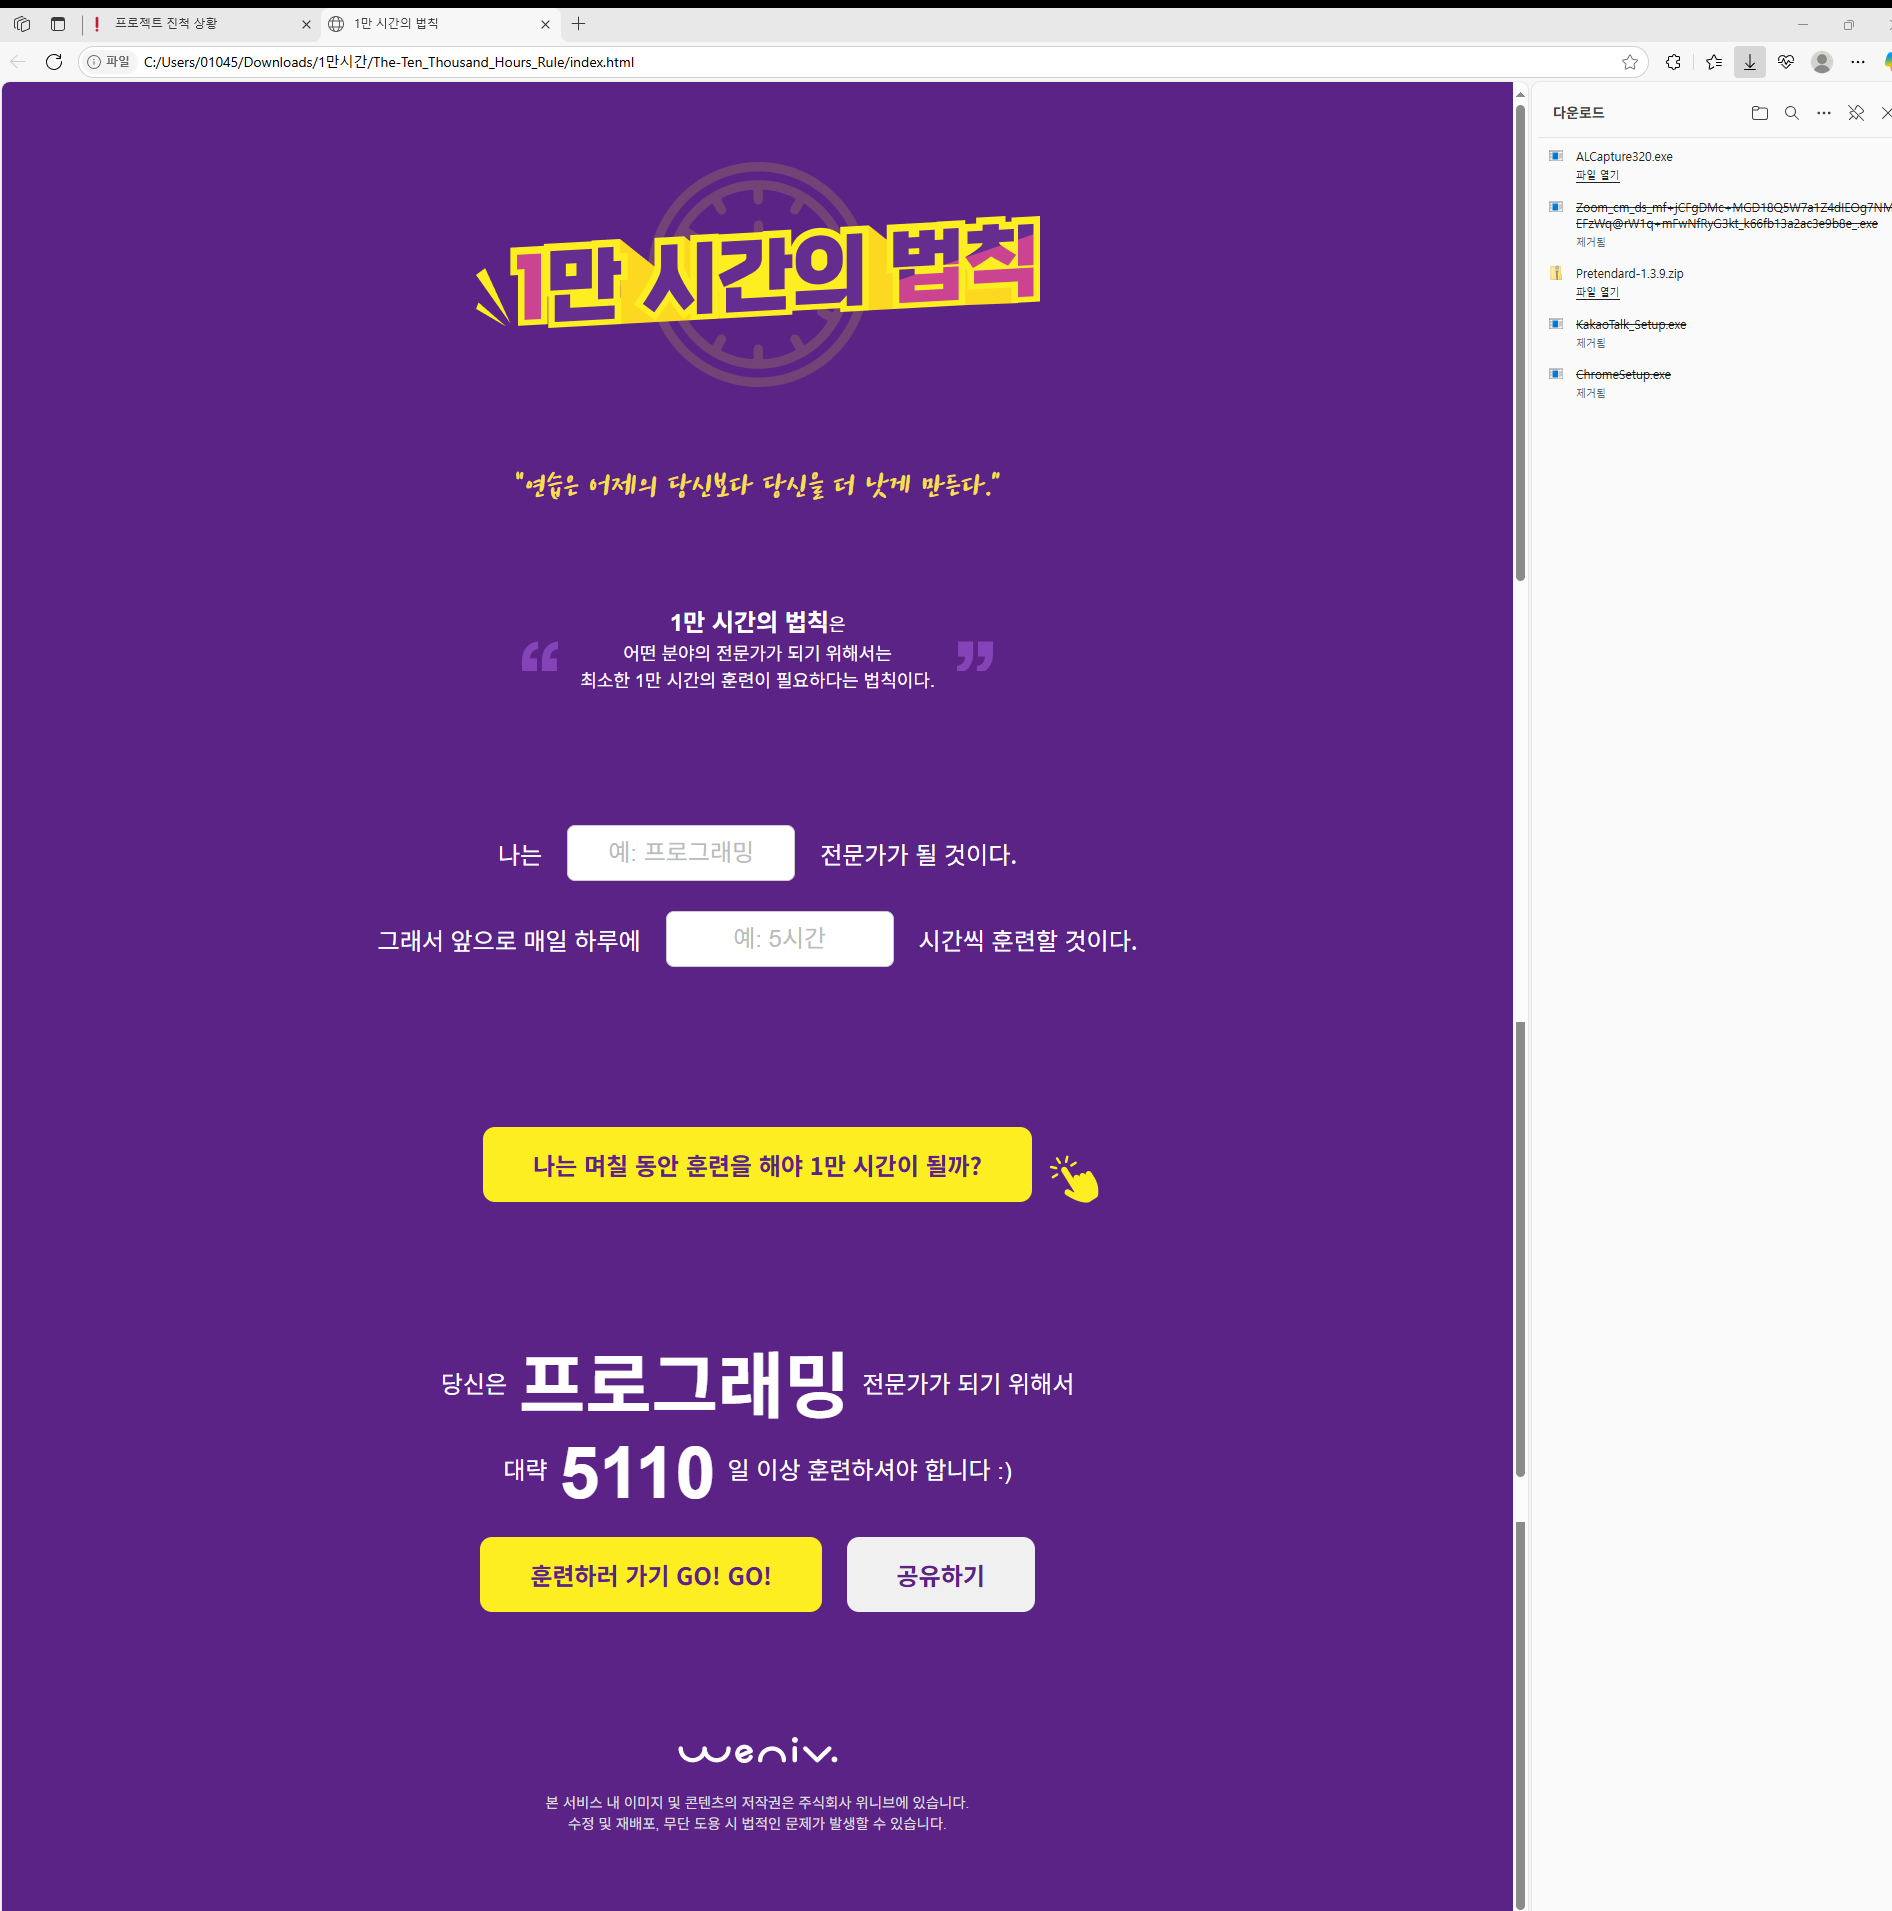 프로젝트 진척 상황
1만 시간의 법칙
파일
C:/Users/01045/Downloads/1만시간/The-Ten_Thousand_Hours_Rule/index.html
1만 시간의 법칙
"연습은 어제의 당신보다 당신을 더 낫게 만든다."
1만 시간의 법칙은
어떤 분야의 전문가가 되기 위해서는
최소한 1만 시간의 훈련이 필요하다는 법칙이다.
나는 예: 프로그래밍 전문가가 될 것이다.
그래서 앞으로 매일 하루에 예: 5시간 시간씩 훈련할 것이다.
나는 며칠 동안 훈련을 해야 1만 시간이 될까?
당신은 프로그래밍 전문가가 되기 위해서
대략 5110 일 이상 훈련하셔야 합니다 :)
훈련하러 가기 GO! GO!
공유하기
weniv.
본 서비스 내 이미지 및 콘텐츠의 저작권은 주식회사 위니브에 있습니다.
수정 및 재배포, 무단 도용 시 법적인 문제가 발생할 수 있습니다.
다운로드
ALCapture320.exe
파일 열기
제거됨
Pretendard-1.3.9.zip
파일 열기
KakaoTalk_Setup.exe
제거됨
ChromeSetup.exe
제거됨